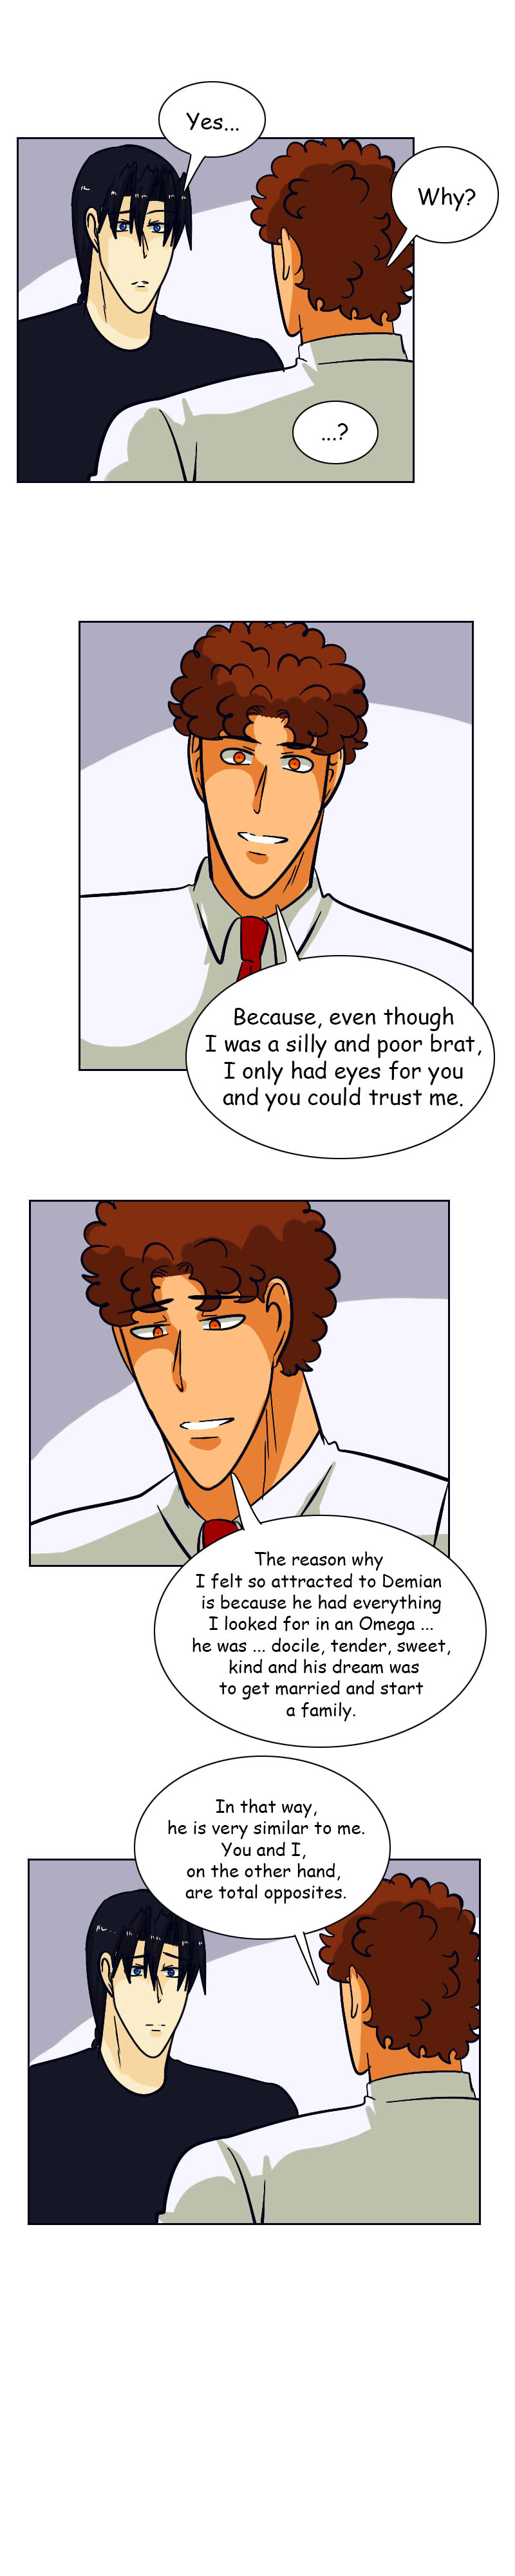 Yes...
Why?
...?
Because, even though
I was a silly and poor brat,
I only had eyes for you
and you could trust me.
The reason why
I felt so attracted to Demian
is because he had everything
I looked for in an Omega ...
he was ... docile, tender, sweet,
kind and his dream was
to get married and start
a family.
In that way,
he is very similar to me.
You and I,
on the other hand,
are total opposites.